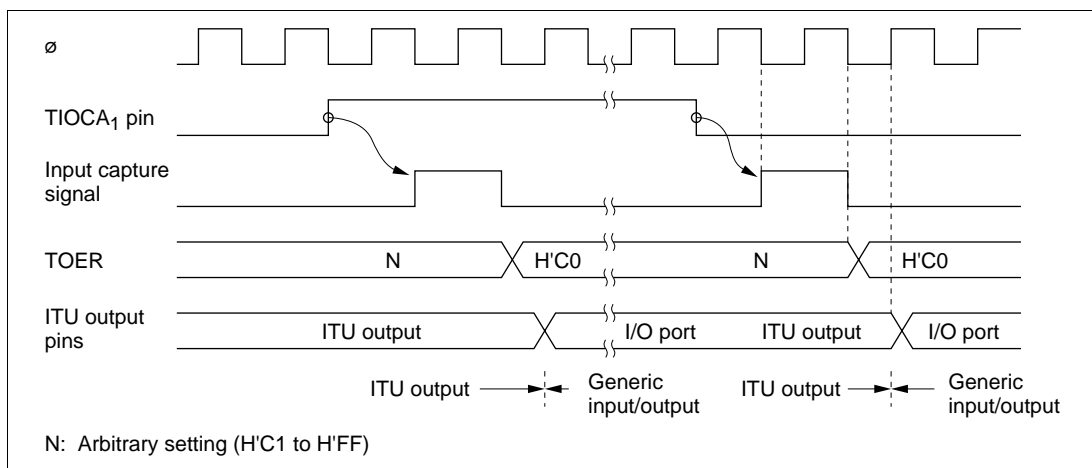 ø
TIOCA1 pin
Input capture
signal
TOER
N
H'C0
N
H'C0
ITU output
pins
ITU output
I/O port
ITU output
I/O port
ITU output
Generic
input/output
ITU output
Generic
input/output
N: Arbitrary setting (H'C1 to H'FF)